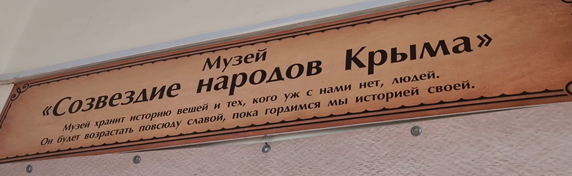 Музей
«Созвездие народов Крыма»
Музей хранит историю вещей и тех, кого уж с нами нет, людей.
Он будет возрастать повсюду славой, пока гордимся мы историей своей.